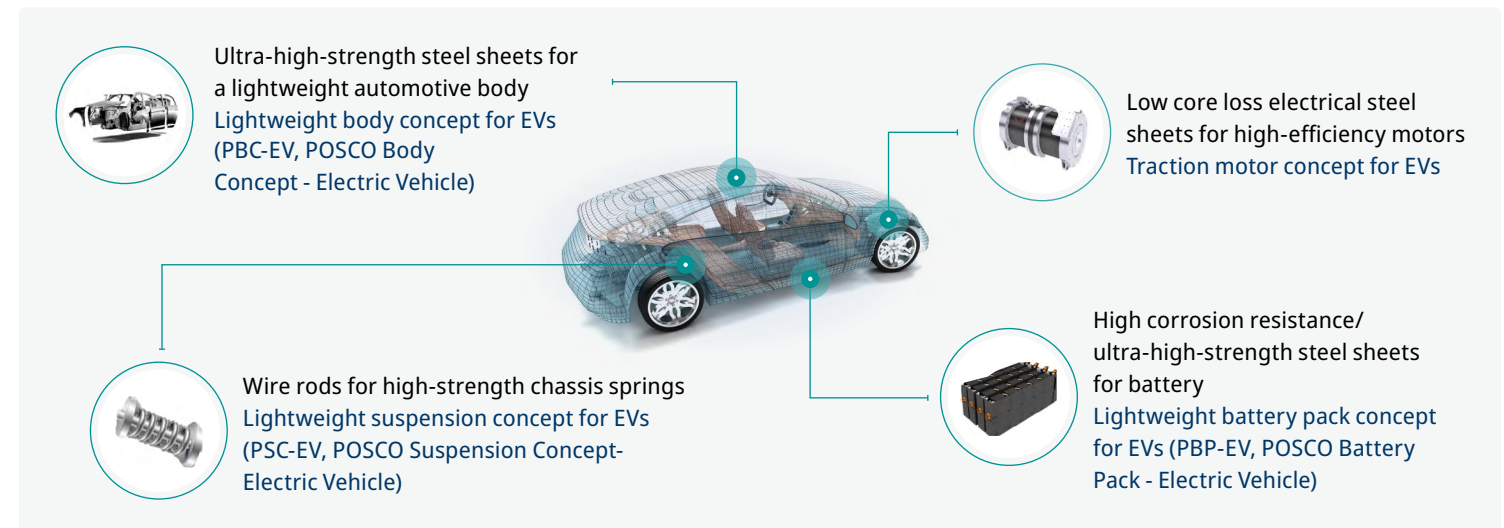 Ultra-high-strength steel sheets for
a lightweight automotive body
Lightweight body concept for EVs
(PBC-EV, POSCO Body
Concept - Electric Vehicle)
Low core loss electrical steel
sheets for high-efficiency motors
Traction motor concept for EVs
Wire rods for high-strength chassis springs
Lightweight suspension concept for EVs
(PSC-EV, POSCO Suspension Concept-
Electric Vehicle)
High corrosion resistance/
ultra-high-strength steel sheets
for battery
Lightweight battery pack concept
for EVs (PBP-EV, POSCO Battery
Pack - Electric Vehicle)